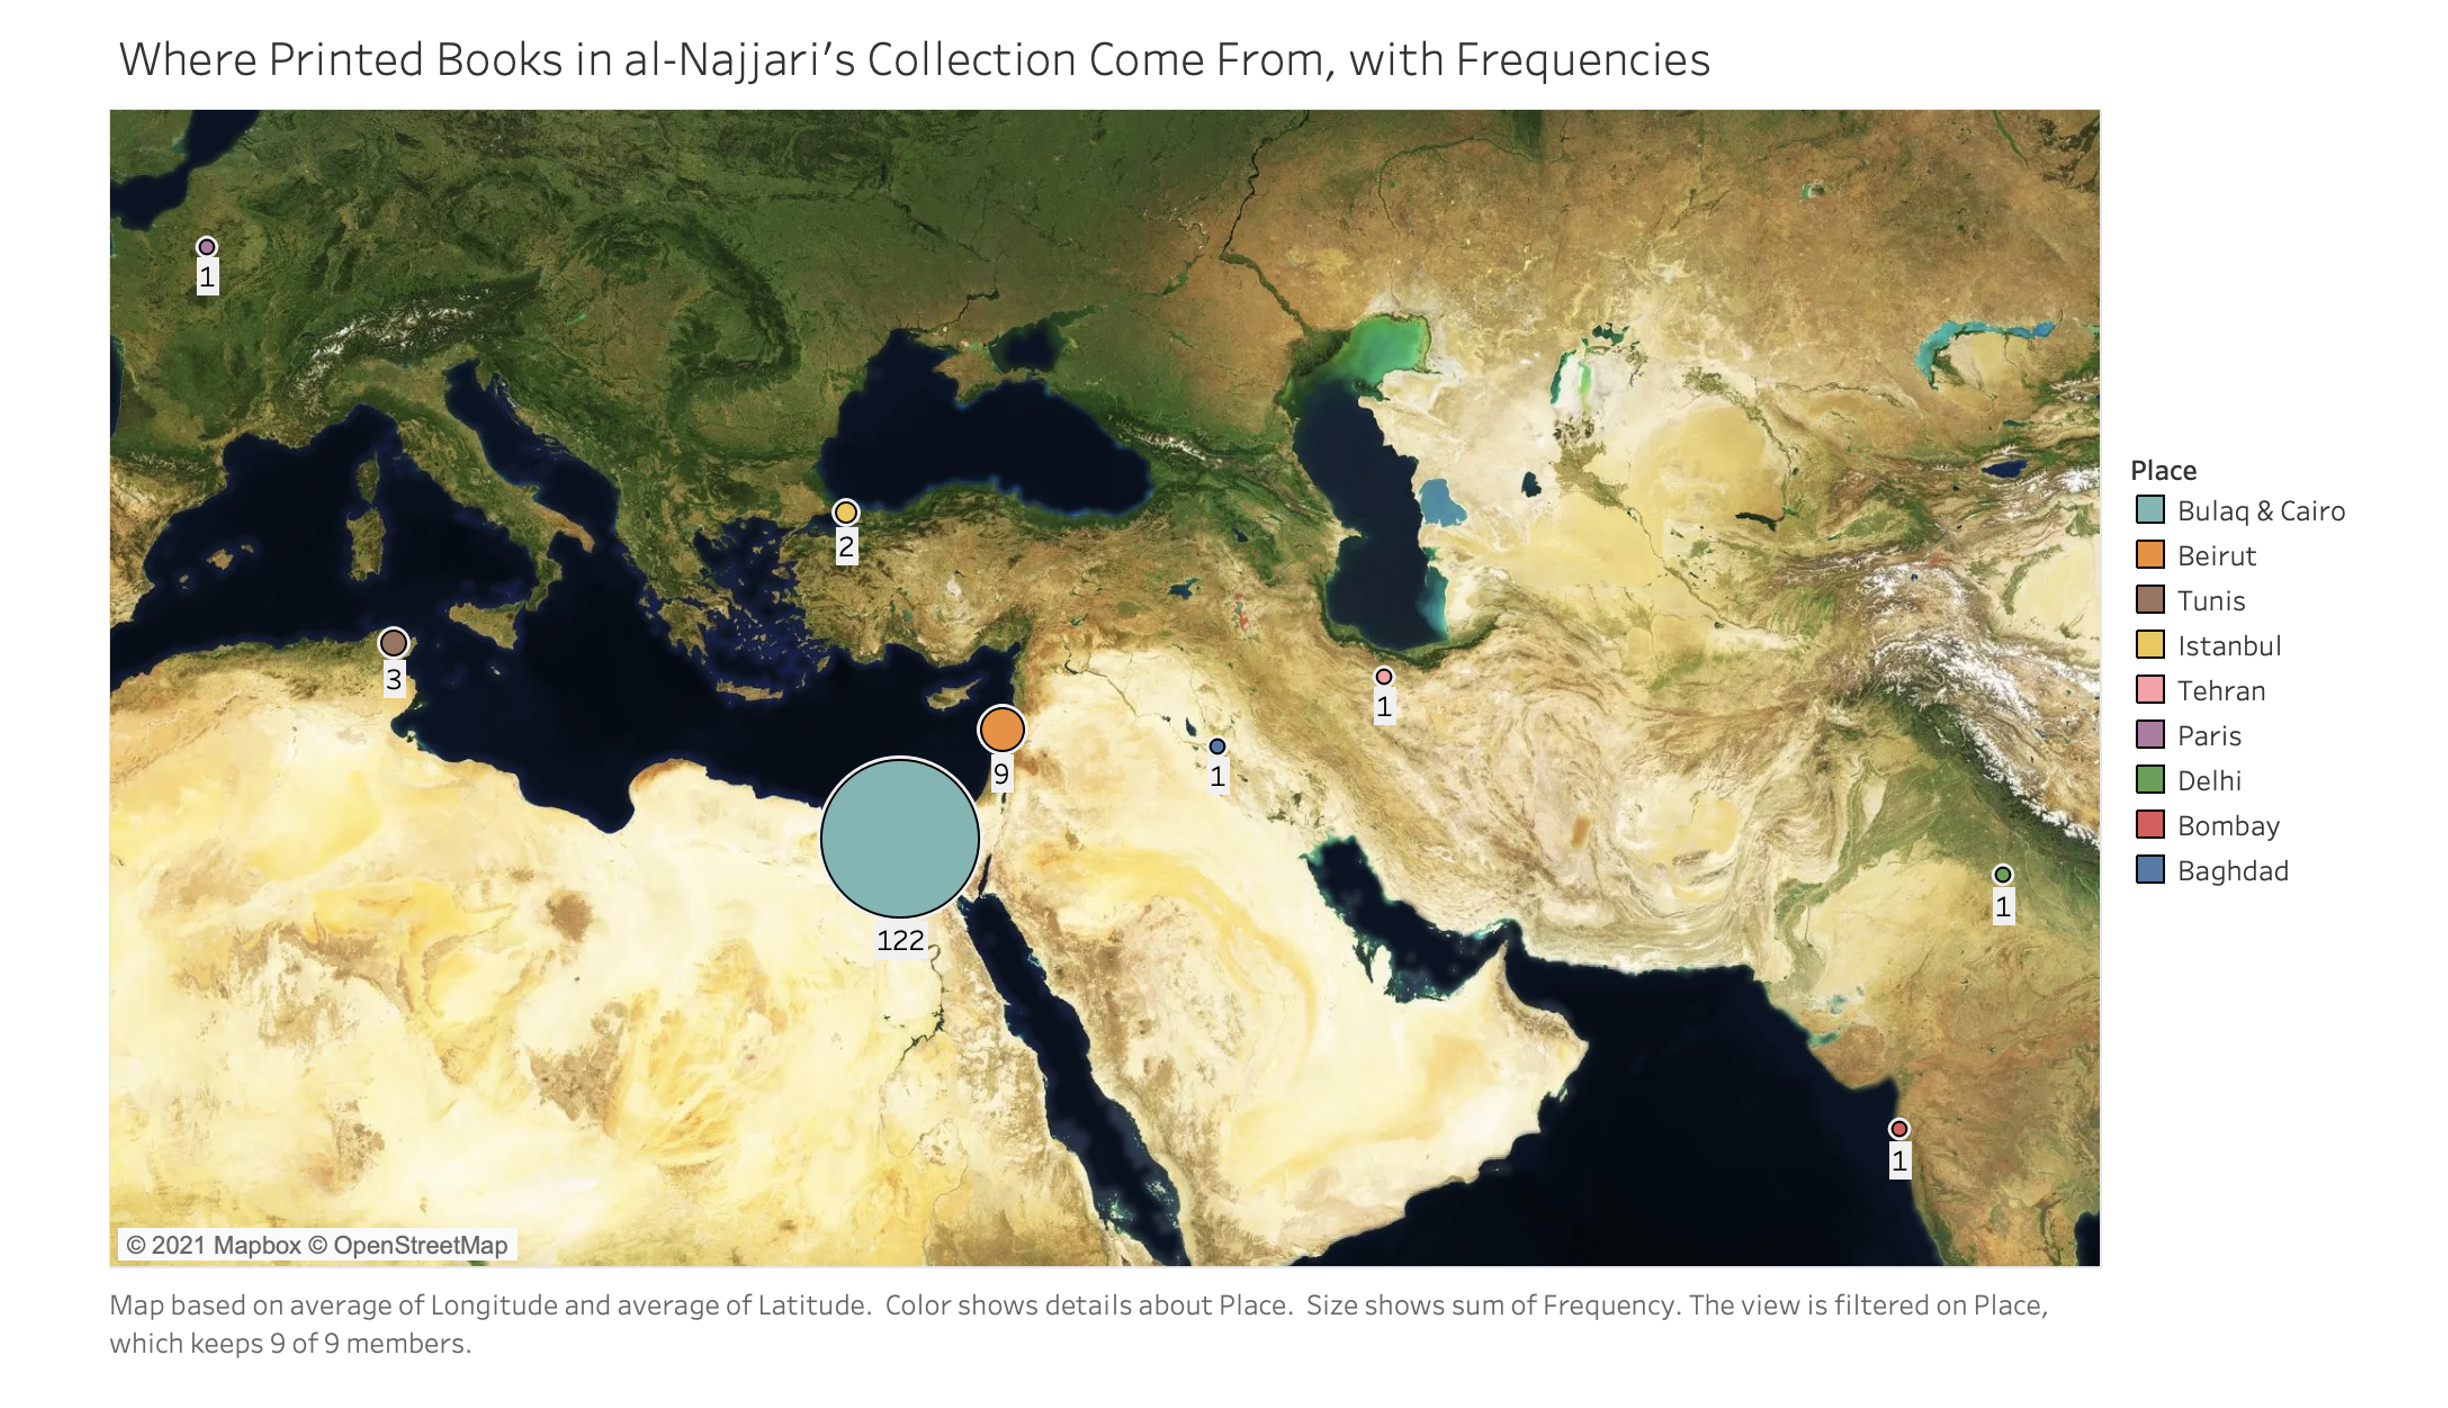 Where Printed Books in al-Najjari’s Collection Come From, with Frequencies
1
2
3
9
1
1
122
1
1
Place
Bulaq & Cairo
Beirut
Tunis
Istanbul
Tehran
Paris
Delhi
Bombay
Baghdad
© 2021 Mapbox © OpenStreetMap
Map based on average of Longitude and average of Latitude.  Color shows details about Place.  Size shows sum of Frequency. The view is filtered on Place,
which keeps 9 of 9 members.